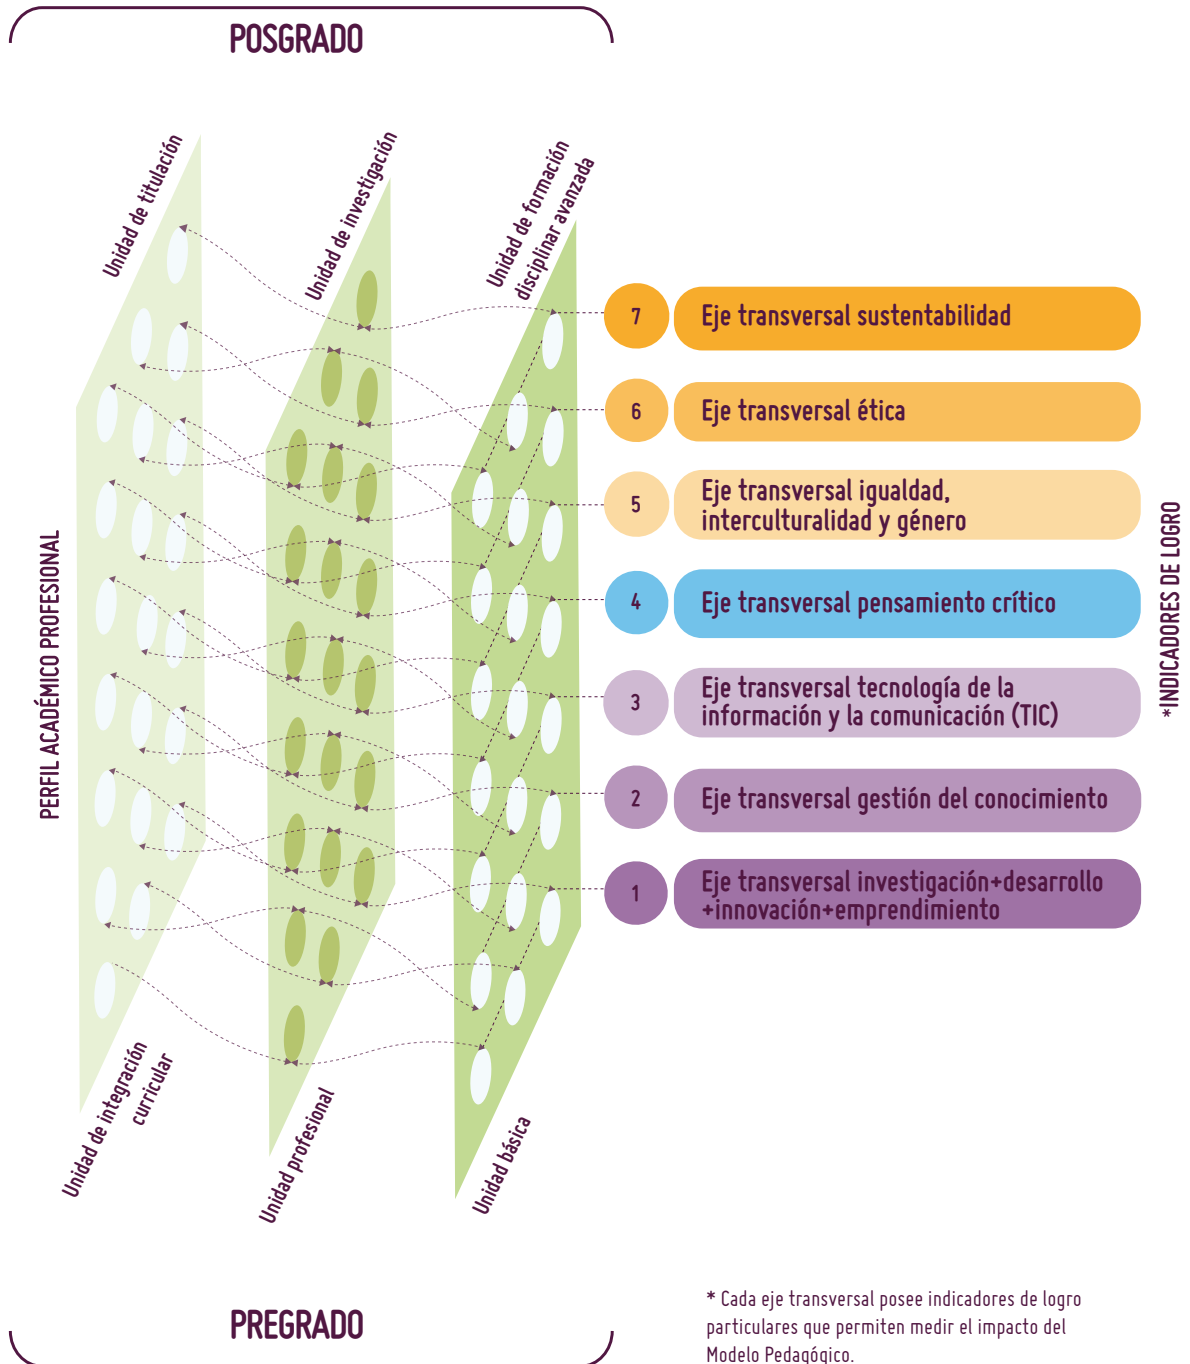 POSGRADO
Unidad de titulación
Unidad de investigación
Unidad de formación
disciplinar avanzada
7
Eje transversal sustentabilidad
6
Eje transversal ética
5
Eje transversal igualdad,
interculturalidad y género
4
Eje transversal pensamiento crítico
3
Eje transversal tecnología de la
información y la comunicación (TIC)
2
Eje transversal gestión del conocimiento
1
Eje transversal investigación+desarrollo
+innovación+emprendimiento
PERFIL ACADÉMICO PROFESIONAL
*INDICADORES DE LOGRO
Unidad de integración
curricular
Unidad profesional
Unidad básica
PREGRADO
* Cada eje transversal posee indicadores de logro
particulares que permiten medir el impacto del
Modelo Pedagógico.